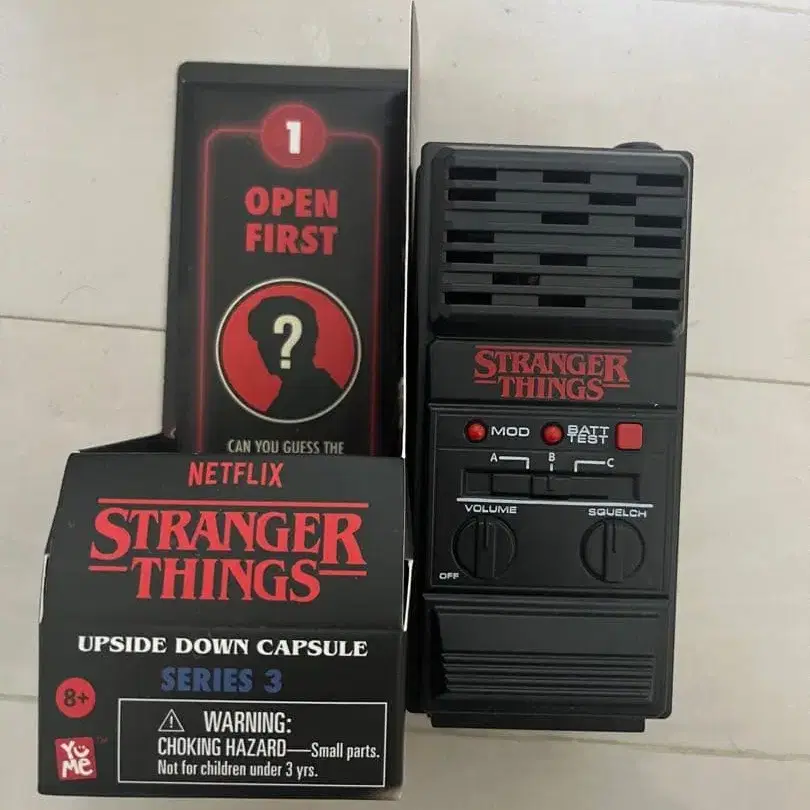 1
OPEN
FIRST
?
CAN YOU GUESS THE
NETFLIX
STRANGER
THINGS
UPSIDE DOWN CAPSULE
SERIES 3
8+
YuMe™
WARNING:
CHOKING HAZARD—Small parts.
Not for children under 3 yrs.
STRANGER
THINGS
MOD
BATT
TEST
A B C
VOLUME SQUELCH
OFF